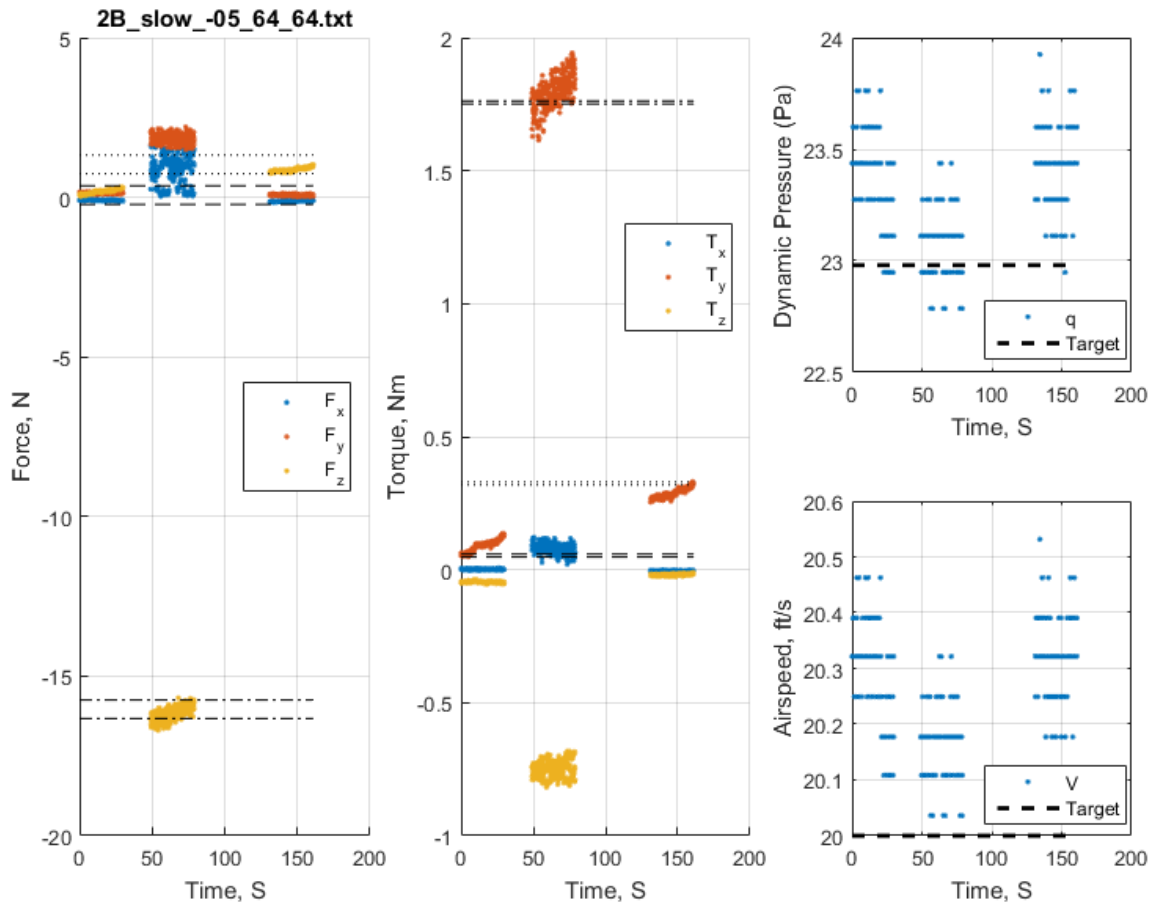 2B_slow_-05_64_64.txt
5
0
-5
-10
-15
-20
Force, N
0
50
100
150
200
Time, S
F_x
F_y
F_z
2
1.5
1
0.5
0
-0.5
-1
Torque, Nm
0
50
100
150
200
Time, S
T_x
T_y
T_z
24
23.5
23
22.5
Dynamic Pressure (Pa)
0
50
100
150
200
Time, S
q
Target
20.6
20.5
20.4
20.3
20.2
20.1
20
Airspeed, ft/s
0
50
100
150
200
Time, S
V
Target